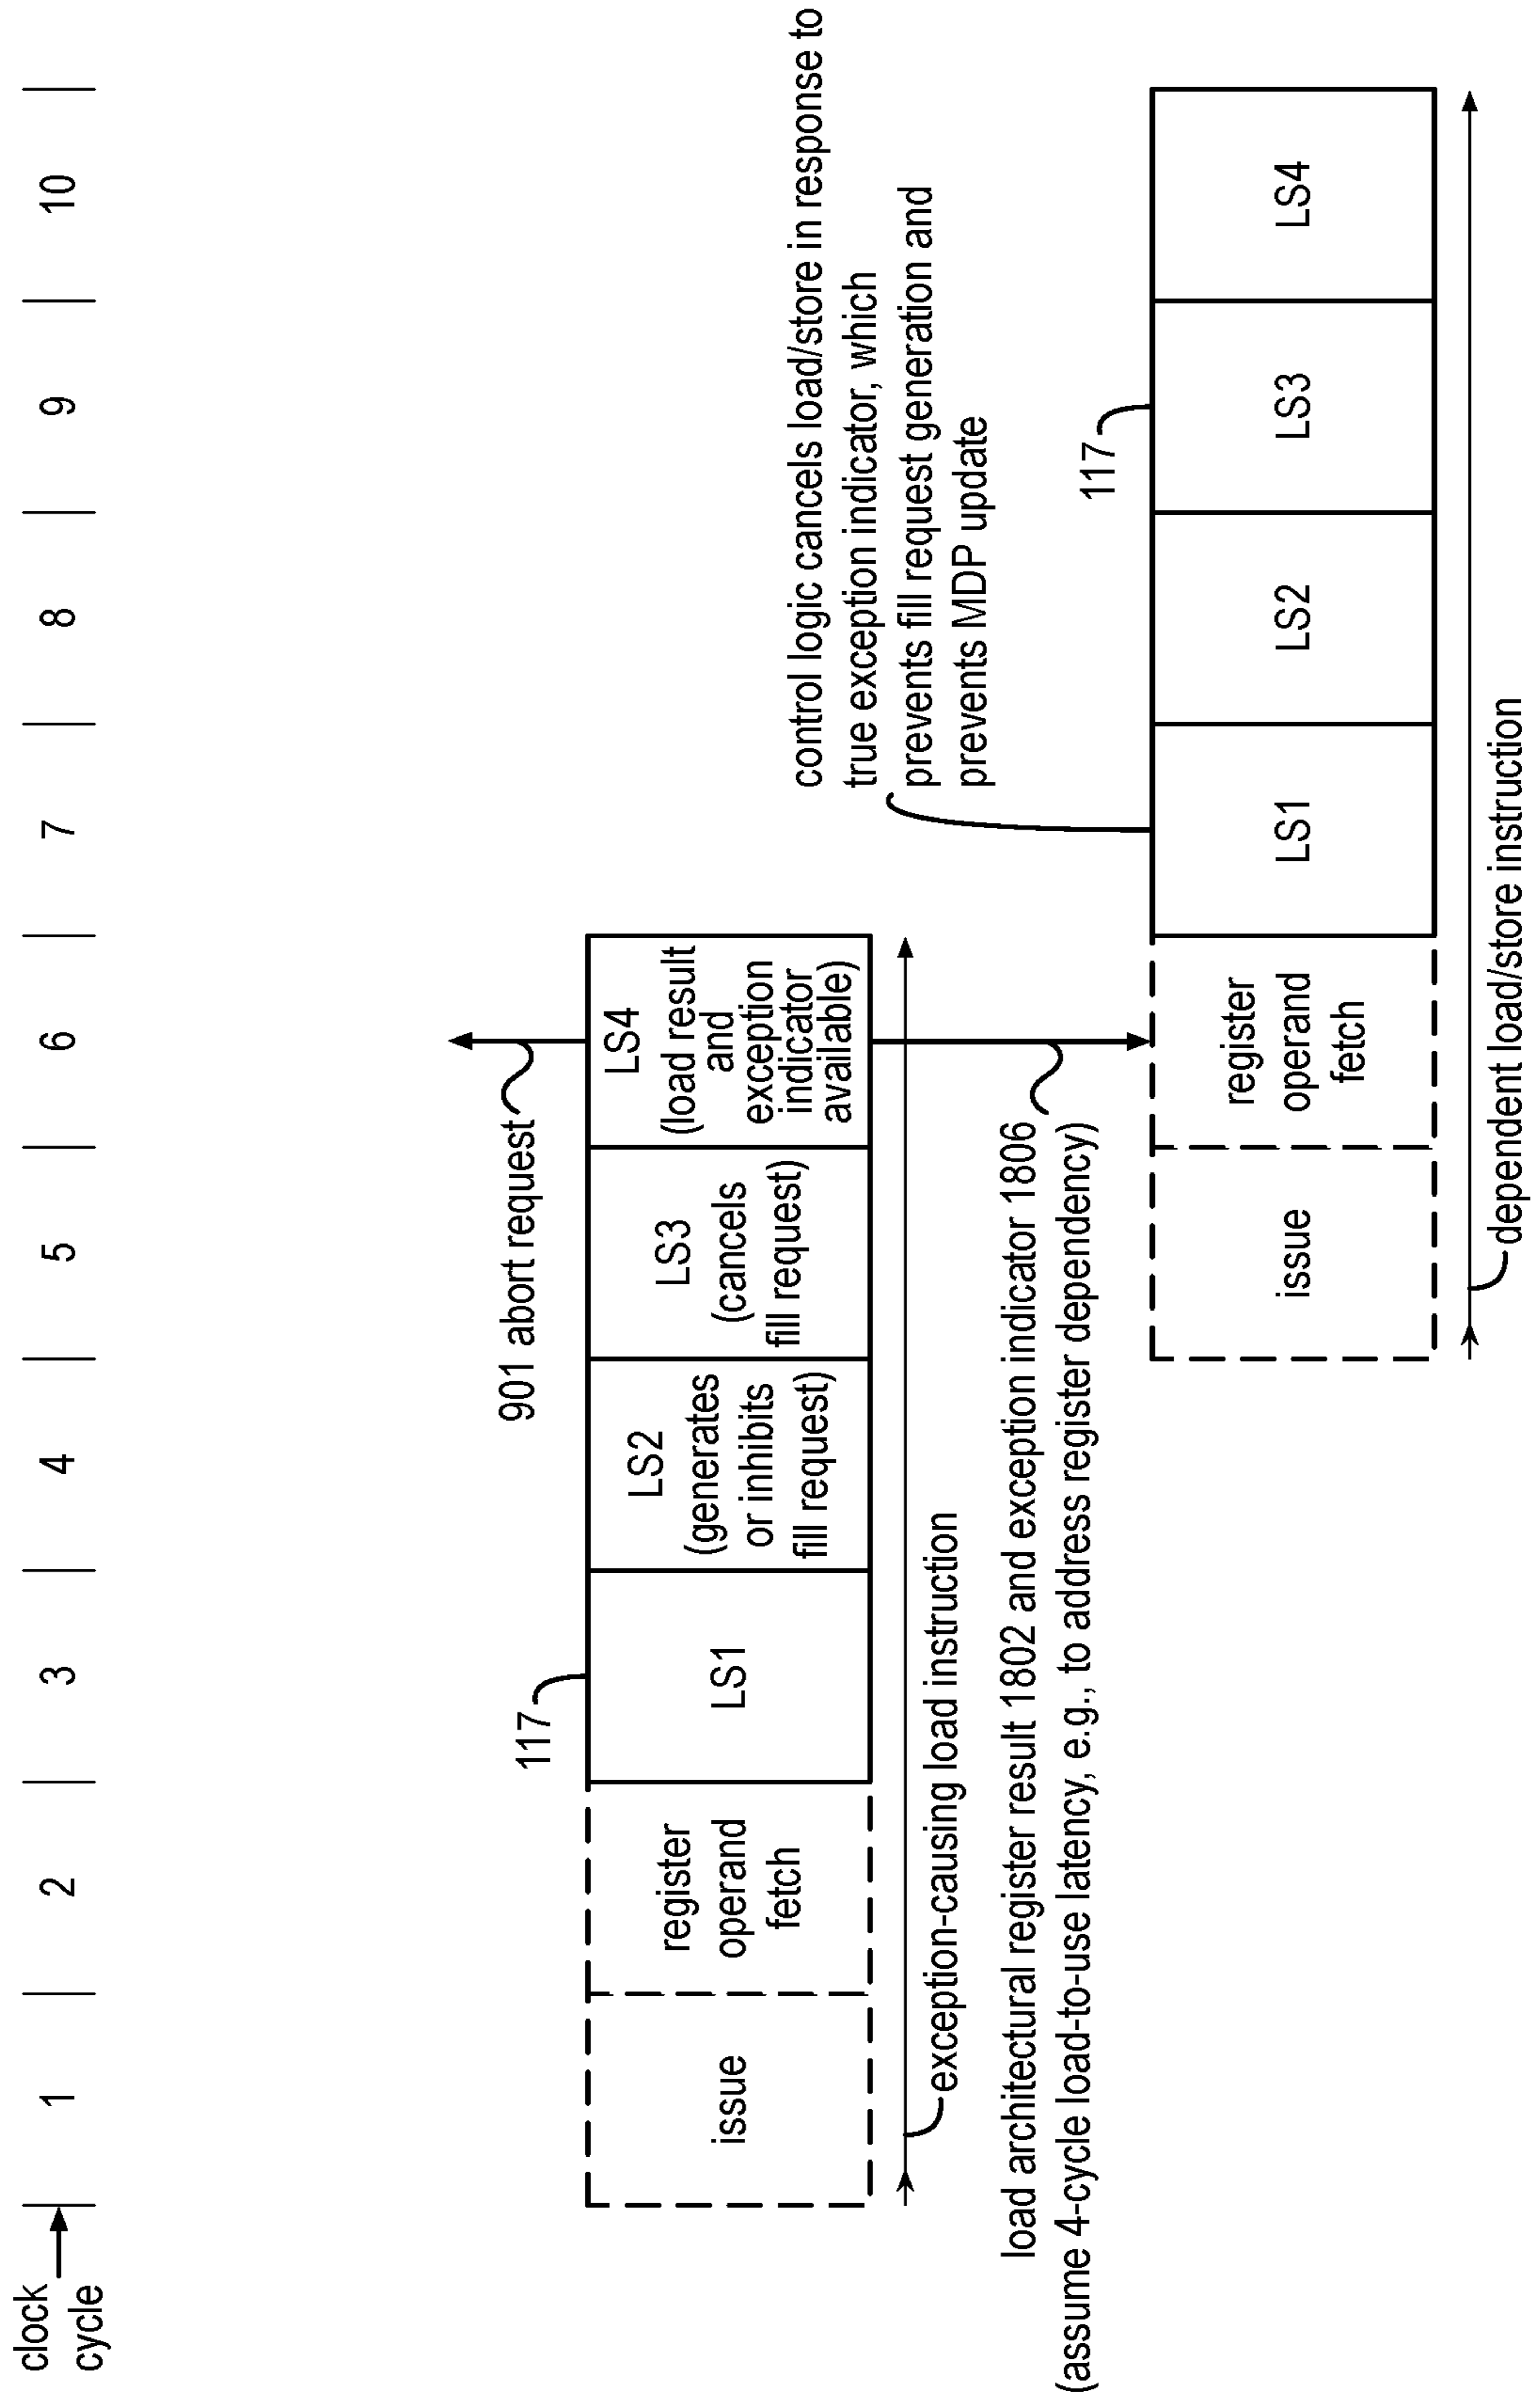 clock
cycle
1
2
3
4
5
6
7
8
9
10
901 abort request
117
issue
register
operand
fetch
LS1
LS2
(generates
or inhibits
fill request)
LS3
(cancels
fill request)
LS4
(load result
and
exception
indicator
available)
exception-causing load instruction
control logic cancels load/store in response to
true exception indicator, which
prevents fill request generation and
prevents MDP update
load architectural register result 1802 and exception indicator 1806
(assume 4-cycle load-to-use latency, e.g., to address register dependency)
117
issue
register
operand
fetch
LS1
LS2
LS3
LS4
dependent load/store instruction